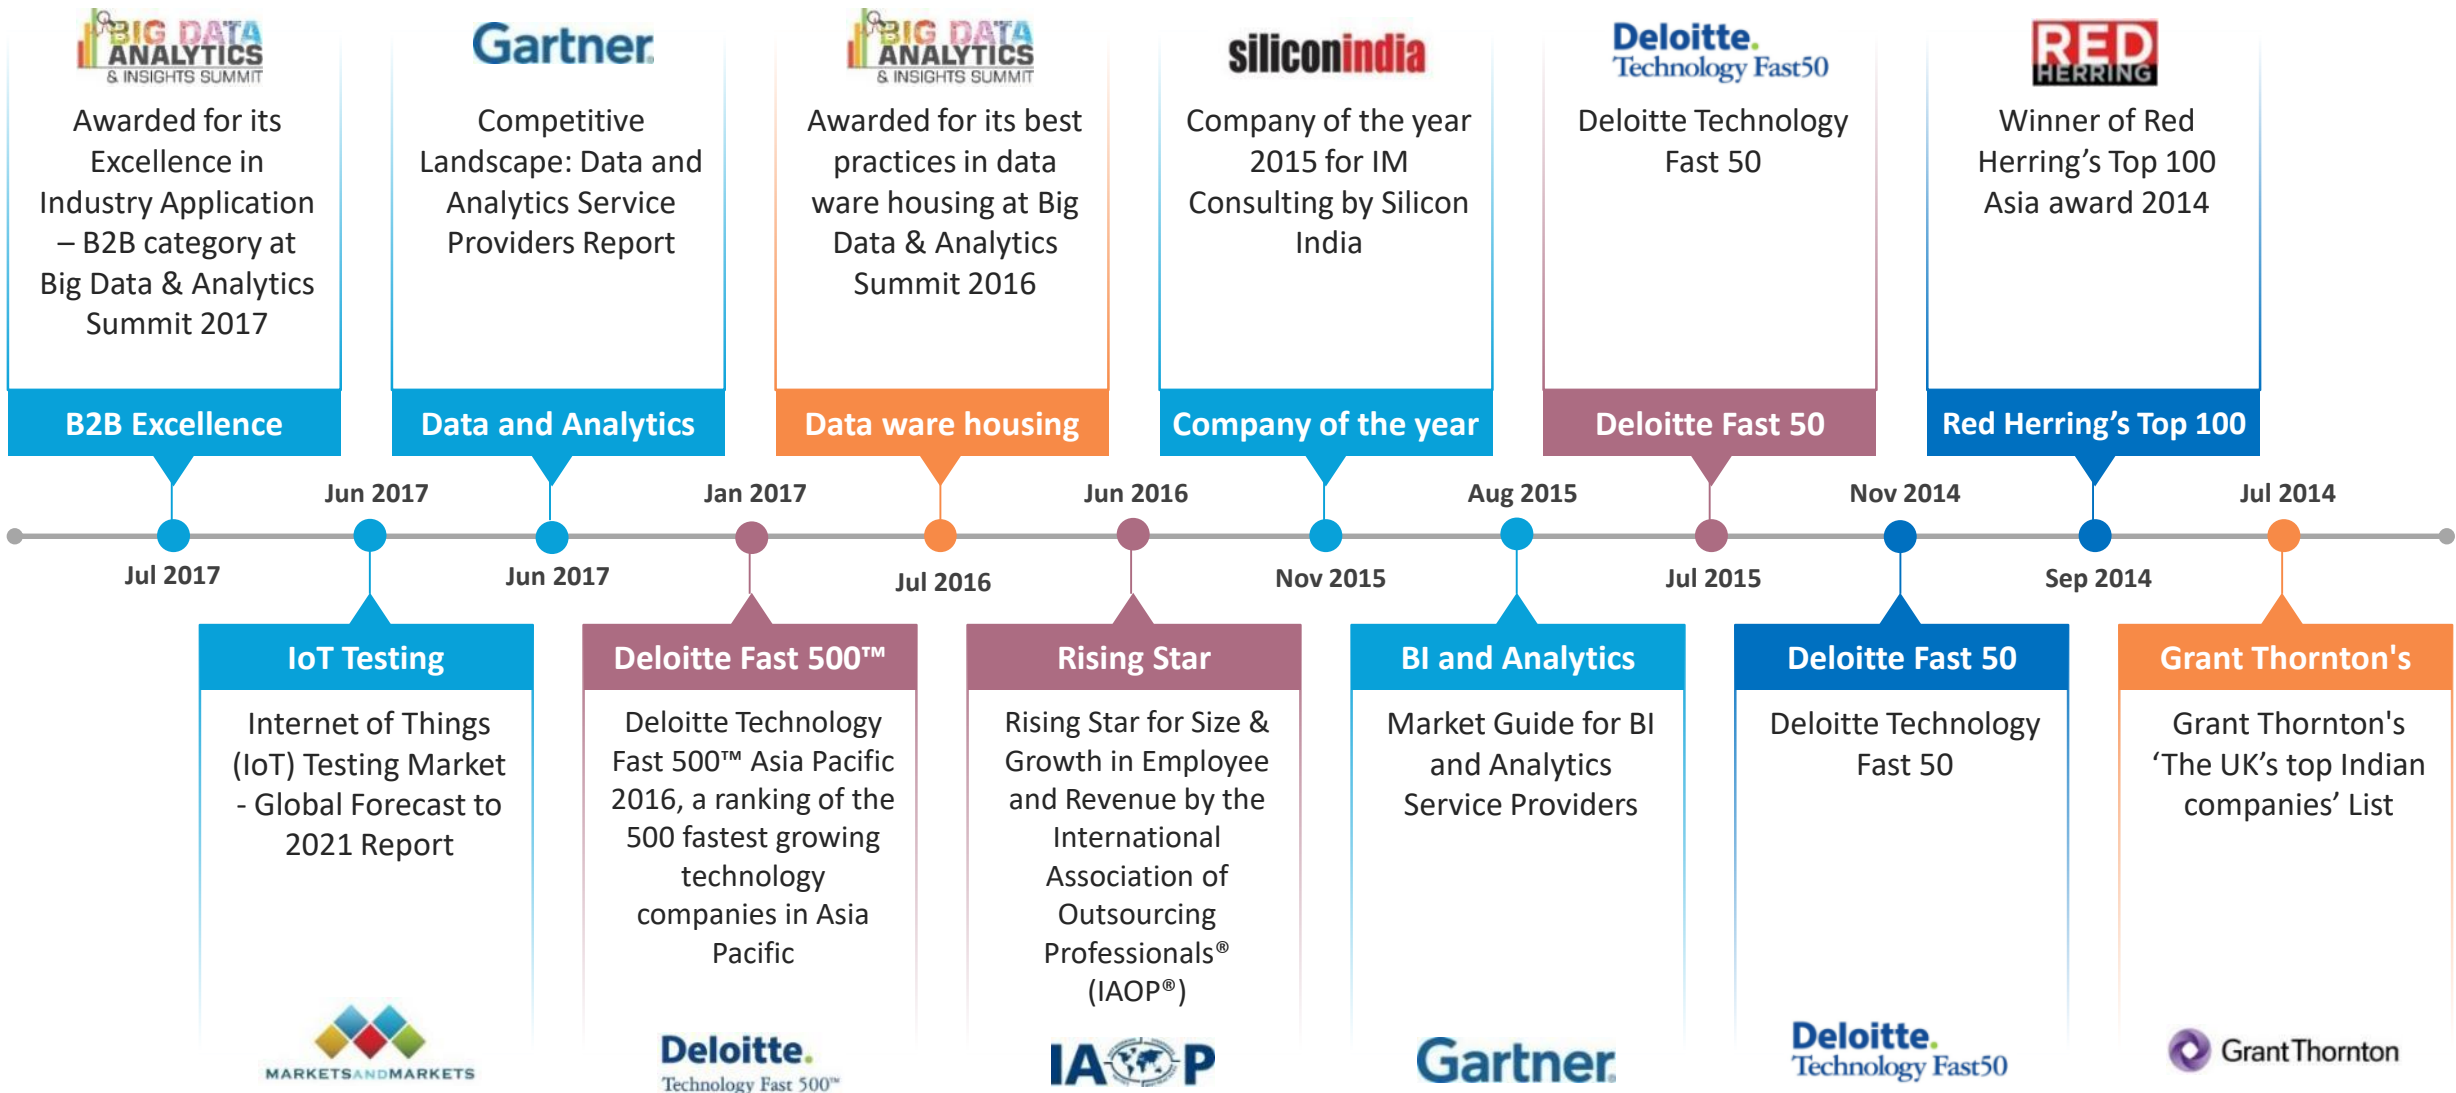 BIG DATA
ANALYTICS
& INSIGHTS SUMMIT
Awarded for its
Excellence in
Industry Application
– B2B category at
Big Data & Analytics
Summit 2017
B2B Excellence
Jul 2017
Jun 2017
IoT Testing
Internet of Things
(IoT) Testing Market
- Global Forecast to
2021 Report
MARKETSANDMARKETS
Gartner
Competitive
Landscape: Data and
Analytics Service
Providers Report
Data and Analytics
Jun 2017
Jan 2017
Deloitte Fast 500™
Deloitte Technology
Fast 500™ Asia Pacific
2016, a ranking of the
500 fastest growing
technology
companies in Asia
Pacific
Deloitte.
Technology Fast 500™
BIG DATA
ANALYTICS
& INSIGHTS SUMMIT
Awarded for its best
practices in data
ware housing at Big
Data & Analytics
Summit 2016
Data ware housing
Jul 2016
Jun 2016
Rising Star
Rising Star for Size &
Growth in Employee
and Revenue by the
International
Association of
Outsourcing
Professionals®
(IAOP®)
IAOP
siliconindia
Company of the year
2015 for IM
Consulting by Silicon
India
Company of the year
Nov 2015
Aug 2015
BI and Analytics
Market Guide for BI
and Analytics
Service Providers
Gartner
Deloitte.
Technology Fast50
Deloitte Technology
Fast 50
Deloitte Fast 50
Jul 2015
Nov 2014
Deloitte Fast 50
Deloitte Technology
Fast 50
Deloitte.
Technology Fast50
RED
HERRING
Winner of Red
Herring’s Top 100
Asia award 2014
Red Herring’s Top 100
Sep 2014
Jul 2014
Grant Thornton's
Grant Thornton's
‘The UK’s top Indian
companies’ List
Grant Thornton